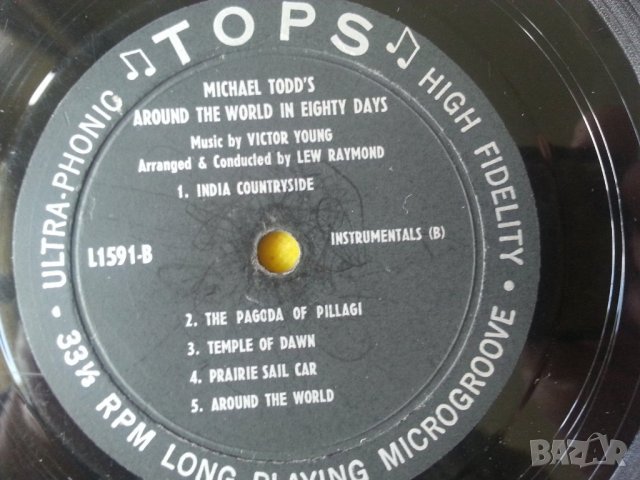 ♫ TOPS ♫
ULTRA-PHONIC • HIGH FIDELITY
MICHAEL TODD'S
AROUND THE WORLD IN EIGHTY DAYS
Music by VICTOR YOUNG
Arranged & Conducted by LEW RAYMOND
1. INDIA COUNTRYSIDE
INSTRUMENTALS (B)
L1591-B
2. THE PAGODA OF PILLAGI
3. TEMPLE OF DAWN
4. PRAIRIE SAIL CAR
5. AROUND THE WORLD
• 33⅓ RPM LONG PLAYING MICROGROOVE •
BAZAR